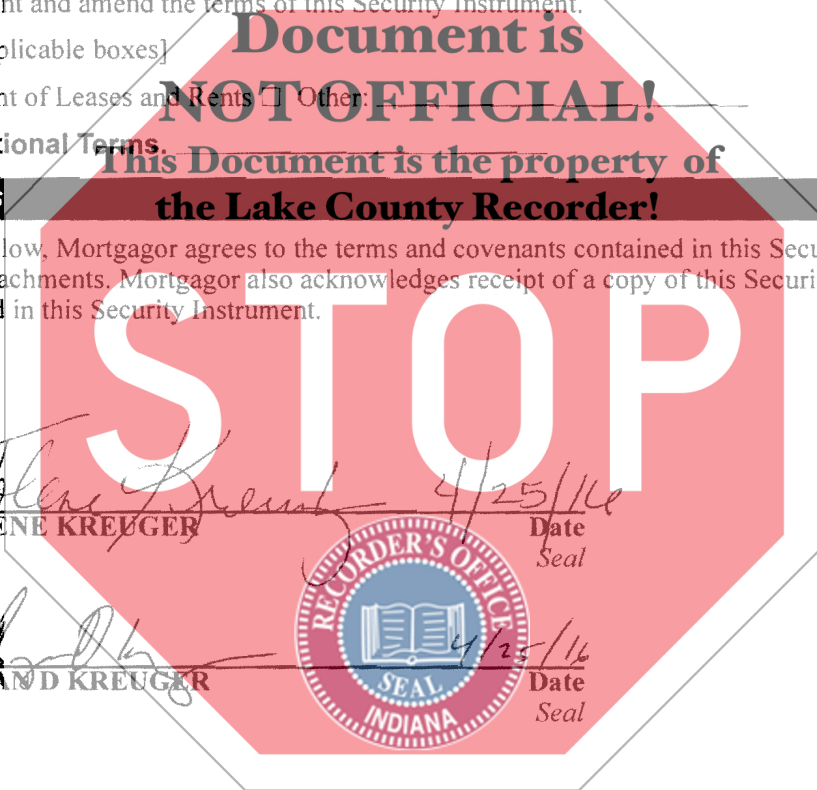 nt and amend the terms of this Security Instrument.
Document is
plicable boxes]
NOT OFFICIAL!
nt of Leases and Rents ☐ Other:
tional Terms.
This Document is the property of
the Lake County Recorder!
low, Mortgagor agrees to the terms and covenants contained in this Secu
achments. Mortgagor also acknowledges receipt of a copy of this Securi
in this Security Instrument.
STOP
4/25/16
ENE KREUGER Date
Seal
RECORDER'S OFFICE
4/25/16
N D KREUGER Date
SEAL
Seal
INDIANA